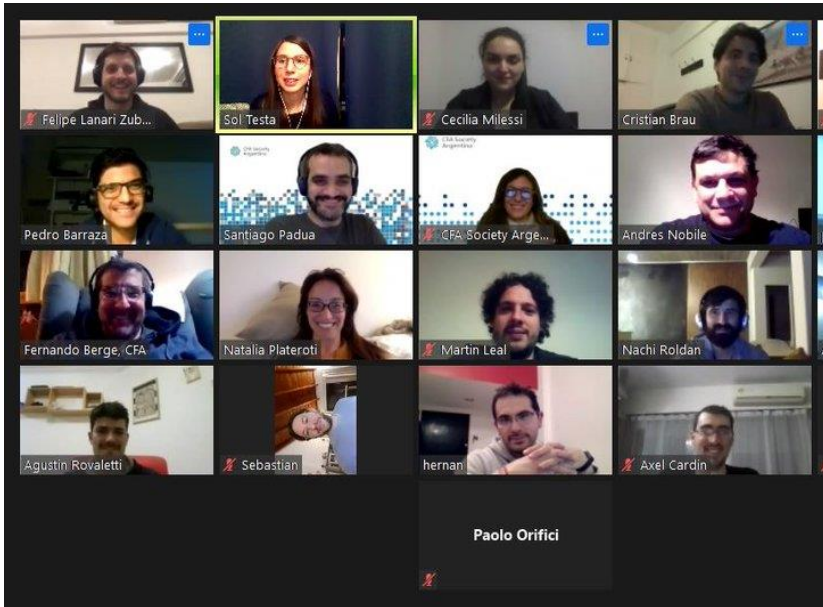 Felipe Lanari Zub...
Sol Testa
Cecilia Milessi
Cristian Brau
CFA Society
Argentina
CFA Society
Argentina
Pedro Barraza
Santiago Padua
CFA Society Arge...
Andres Nobile
Fernando Berge, CFA
Natalia Plateroti
Martin Leal
Nachi Roldan
Agustin Rovaletti
Sebastian
hernan
Axel Cardin
Paolo Orifici